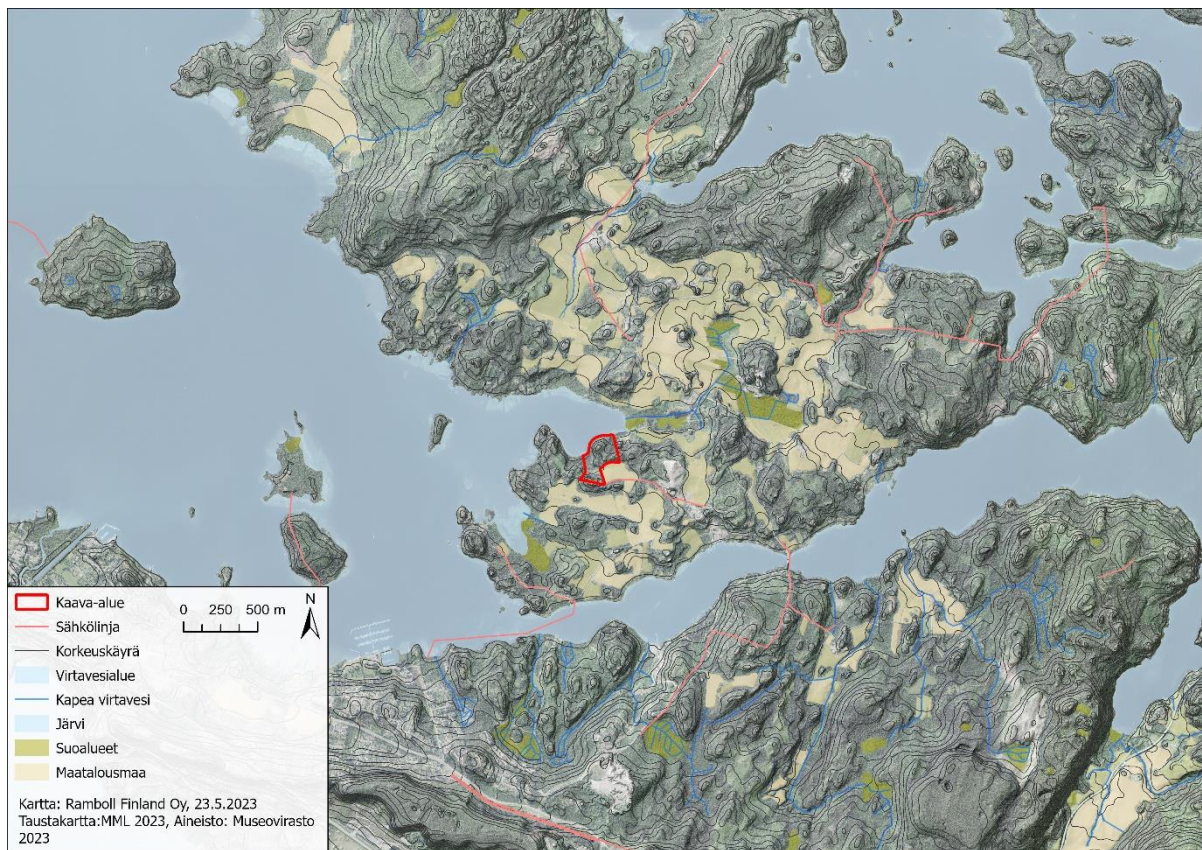 Kaava-alue
Sähkölinja
Korkeuskäyrä
Virtavesialue
Kapea virtavesi
Järvi
Suoalueet
Maatalousmaa
0 250 500 m
N
Kartta: Ramboll Finland Oy, 23.5.2023
Taustakartta:MML 2023, Aineisto: Museovirasto
2023